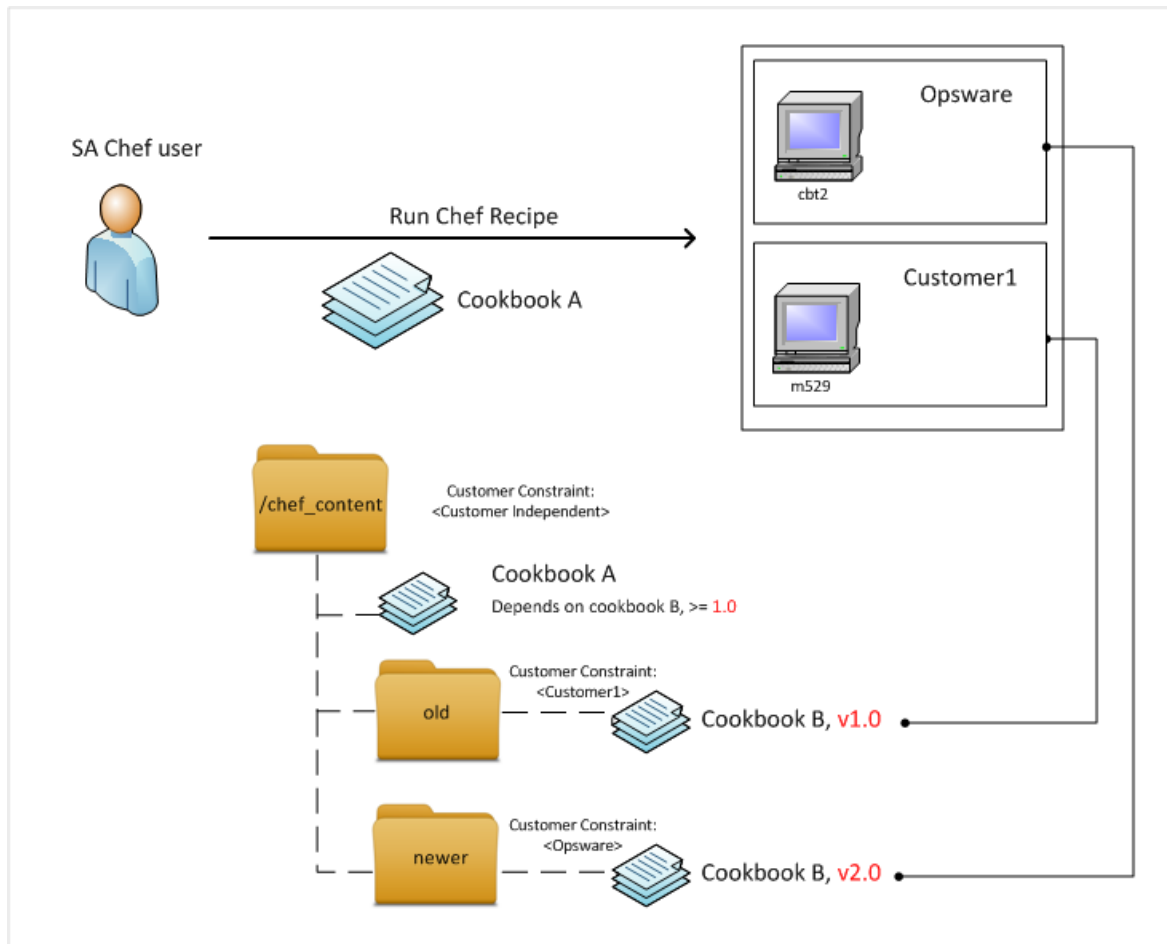 Opsware
cbt2
SA Chef user
Run Chef Recipe
Cookbook A
Customer1
m529
/chef_content
Customer Constraint:
<Customer Independent>
Cookbook A
Depends on cookbook B, >= 1.0
old
Customer Constraint:
<Customer1>
Cookbook B, v1.0
newer
Customer Constraint:
<Opsware>
Cookbook B, v2.0